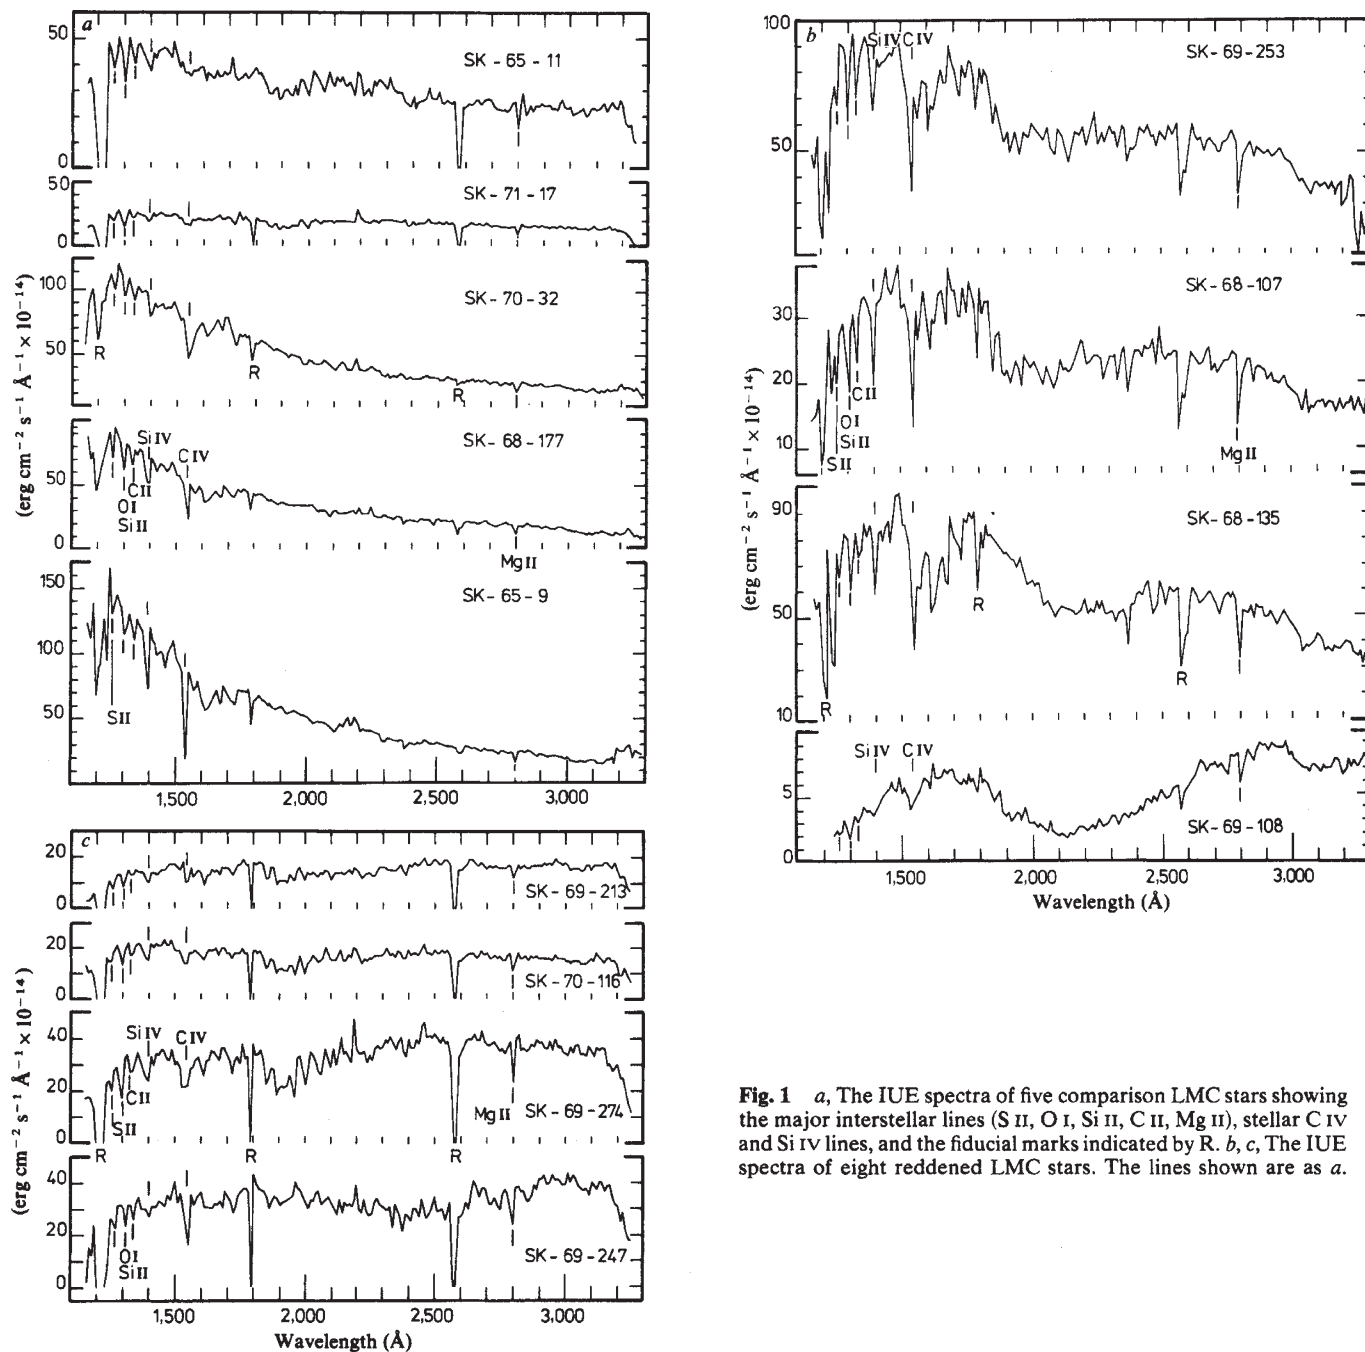 a
50
0
SK-65-11
50
0
SK-71-17
100
50
SK-70-32
R
R
R
50
0
Si IV
C IV
SK-68-177
C II
O I
Si II
Mg II
150
100
50
SK-65-9
S II
1,500 2,000 2,500 3,000
(erg cm⁻² s⁻¹ Å⁻¹ × 10⁻¹⁴)
c
20
0
SK-69-213
20
0
SK-70-116
40
20
0
Si IV
C IV
C II
S II
Mg II
SK-69-274
R
R
R
40
20
0
O I
Si II
SK-69-247
1,500 2,000 2,500 3,000
Wavelength (Å)
(erg cm⁻² s⁻¹ Å⁻¹ × 10⁻¹⁴)
b
100
50
Si IV C IV
SK-69-253
30
20
10
SK-68-107
C II
O I
Si II
S II
Mg II
90
50
10
SK-68-135
R
R
R
5
0
Si IV
C IV
SK-69-108
1,500 2,000 2,500 3,000
Wavelength (Å)
(erg cm⁻² s⁻¹ Å⁻¹ × 10⁻¹⁴)
Fig. 1 a, The IUE spectra of five comparison LMC stars showing
the major interstellar lines (S II, O I, Si II, C II, Mg II), stellar C IV
and Si IV lines, and the fiducial marks indicated by R. b, c, The IUE
spectra of eight reddened LMC stars. The lines shown are as a.